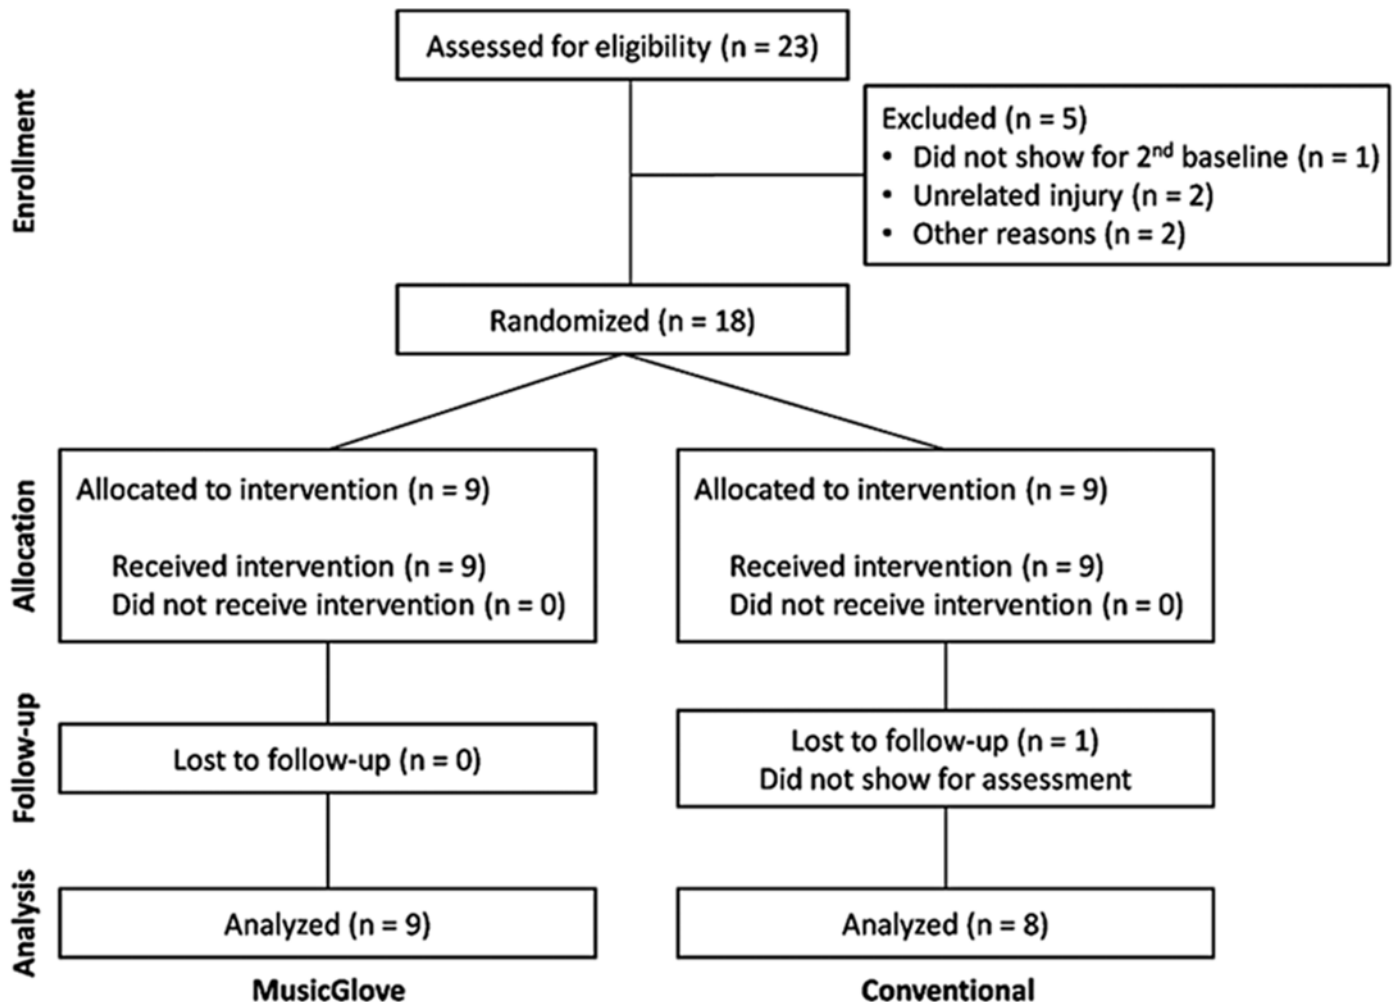 Enrollment
Assessed for eligibility (n = 23)
Excluded (n = 5)
• Did not show for 2nd baseline (n = 1)
• Unrelated injury (n = 2)
• Other reasons (n = 2)
Randomized (n = 18)
Allocation
Allocated to intervention (n = 9)
Received intervention (n = 9)
Did not receive intervention (n = 0)
Allocated to intervention (n = 9)
Received intervention (n = 9)
Did not receive intervention (n = 0)
Follow-up
Lost to follow-up (n = 0)
Lost to follow-up (n = 1)
Did not show for assessment
Analysis
Analyzed (n = 9)
Analyzed (n = 8)
MusicGlove
Conventional